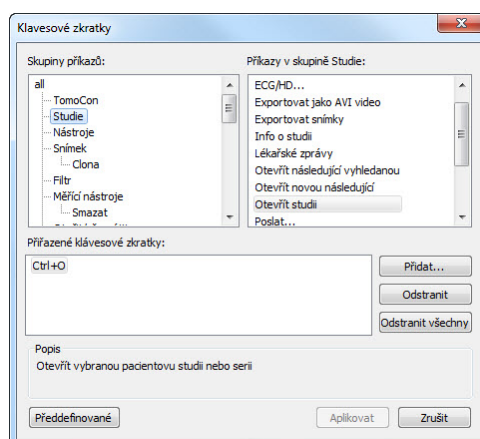 Klavesové zkratky
Skupiny příkazů:
all
TomoCon
Studie
Nástroje
Snímek
Clona
Filtr
Měřící nástroje
Smazat
Příkazy v skupině Studie:
ECG/HD...
Exportovat jako AVI video
Exportovat snímky
Info o studii
Lékařské zprávy
Otevřít následující vyhledanou
Otevřít novou následující
Otevřít studii
Poslat...
Přiřazené klávesové zkratky:
Ctrl+O
Přidat...
Odstranit
Odstranit všechny
Popis
Otevřít vybranou pacientovu studii nebo serii
Předdefinované
Aplikovat
Zrušit